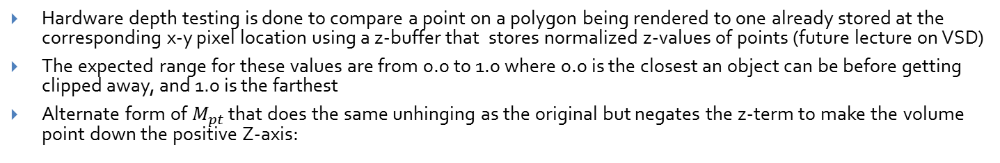 Hardware depth testing is done to compare a point on a polygon being rendered to one already stored at the
corresponding x-y pixel location using a z-buffer that stores normalized z-values of points (future lecture on VSD)
The expected range for these values are from 0.0 to 1.0 where 0.0 is the closest an object can be before getting
clipped away, and 1.0 is the farthest
Alternate form of M_pt that does the same unhinging as the original but negates the z-term to make the volume
point down the positive Z-axis: